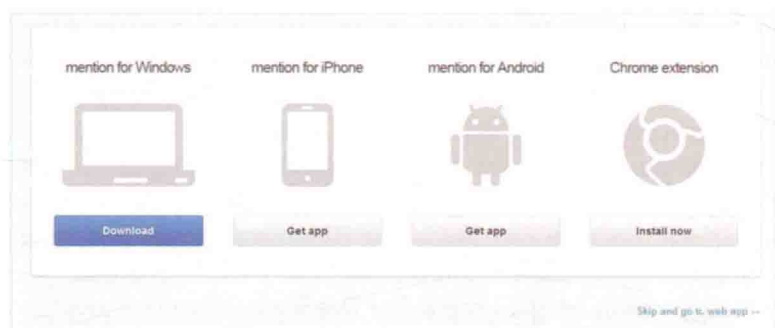 mention for Windows
mention for iPhone
mention for Android
Chrome extension
Download
Get app
Get app
Install now
Skip and go to web app →